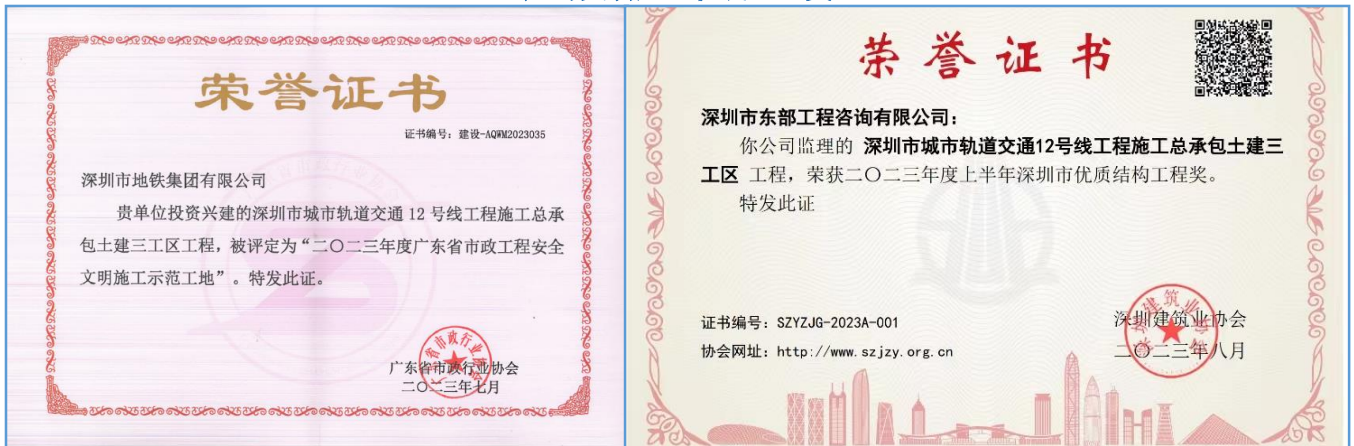 荣誉证书
证书编号：建设-AQWM2023035
深圳市地铁集团有限公司
贵单位投资兴建的深圳市城市轨道交通 12 号线工程施工总承
包土建三工区工程，被评定为“二〇二三年度广东省市政工程安全
文明施工示范工地”。特发此证。
广东省市政行业协会
二〇二三年七月
荣誉证书
深圳市东部工程咨询有限公司：
你公司监理的 深圳市城市轨道交通12号线工程施工总承包土建三
工区 工程，荣获二〇二三年度上半年深圳市优质结构工程奖。
特发此证
证书编号：SZYZJG-2023A-001
协会网址：http://www.szjzy.org.cn
深圳建筑业协会
二〇二三年八月